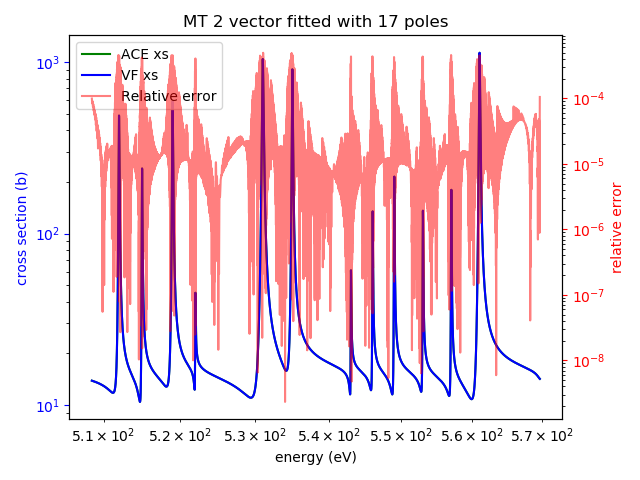 MT 2 vector fitted with 17 poles
ACE xs
VF xs
Relative error
10³
10²
10¹
cross section (b)
10⁻⁴
10⁻⁵
10⁻⁶
10⁻⁷
10⁻⁸
relative error
5.1 × 10² 5.2 × 10² 5.3 × 10² 5.4 × 10² 5.5 × 10² 5.6 × 10² 5.7 × 10²
energy (eV)